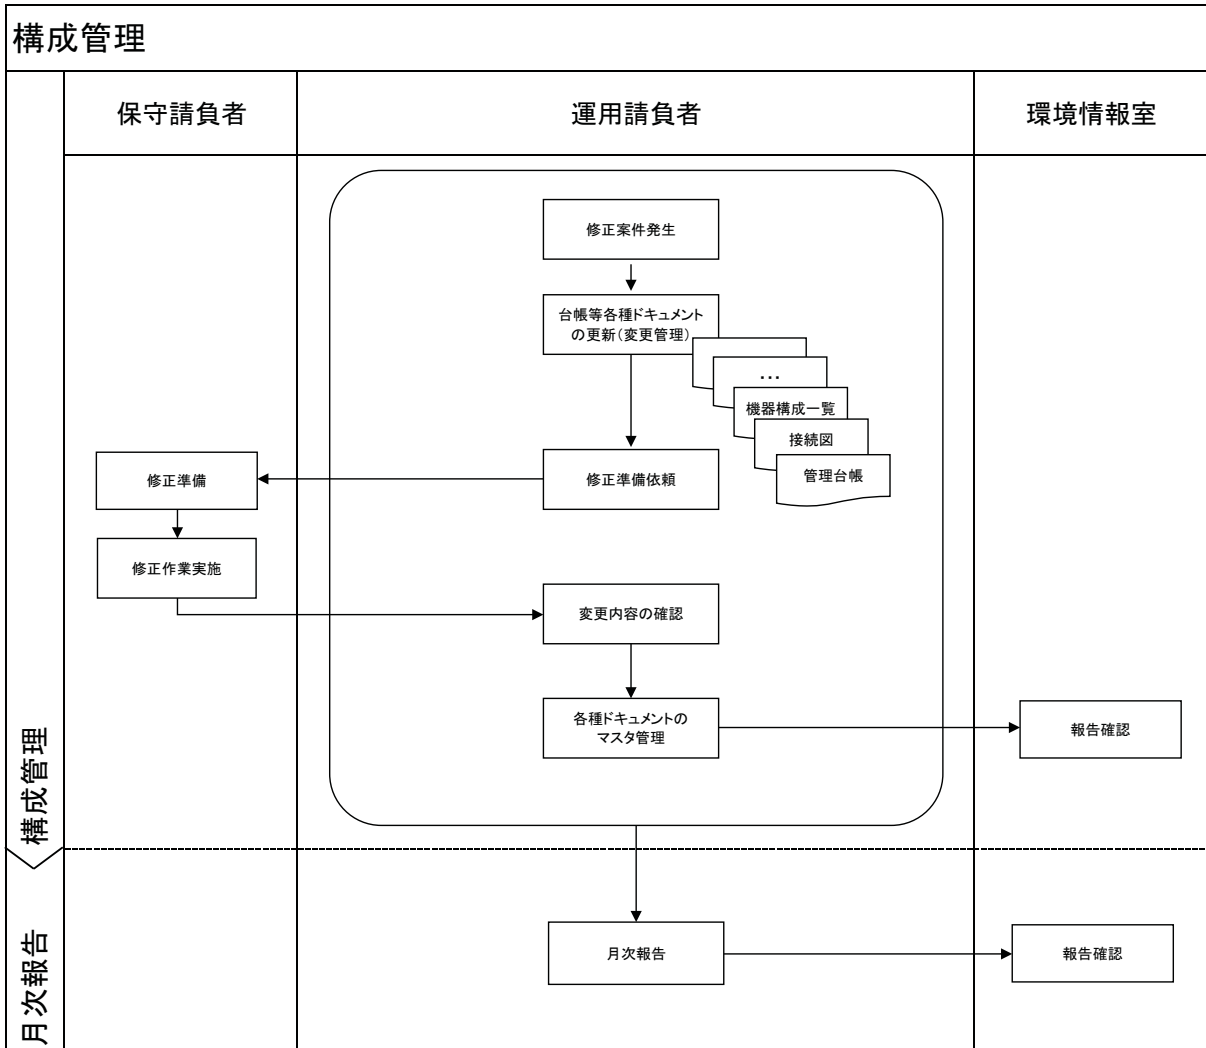 構成管理
保守請負者
運用請負者
環境情報室
修正案件発生
台帳等各種ドキュメント
の更新(変更管理)
...
機器構成一覧
接続図
管理台帳
修正準備
修正準備依頼
修正作業実施
変更内容の確認
各種ドキュメントの
マスタ管理
報告確認
構成管理
月次報告
報告確認
月次報告